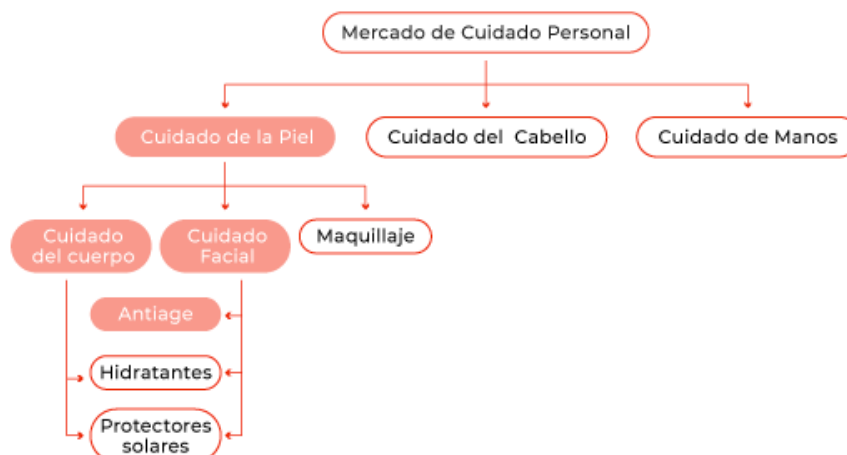 Mercado de Cuidado Personal
Cuidado de la Piel
Cuidado del Cabello
Cuidado de Manos
Cuidado
del cuerpo
Cuidado
Facial
Maquillaje
Antiage
Hidratantes
Protectores
solares